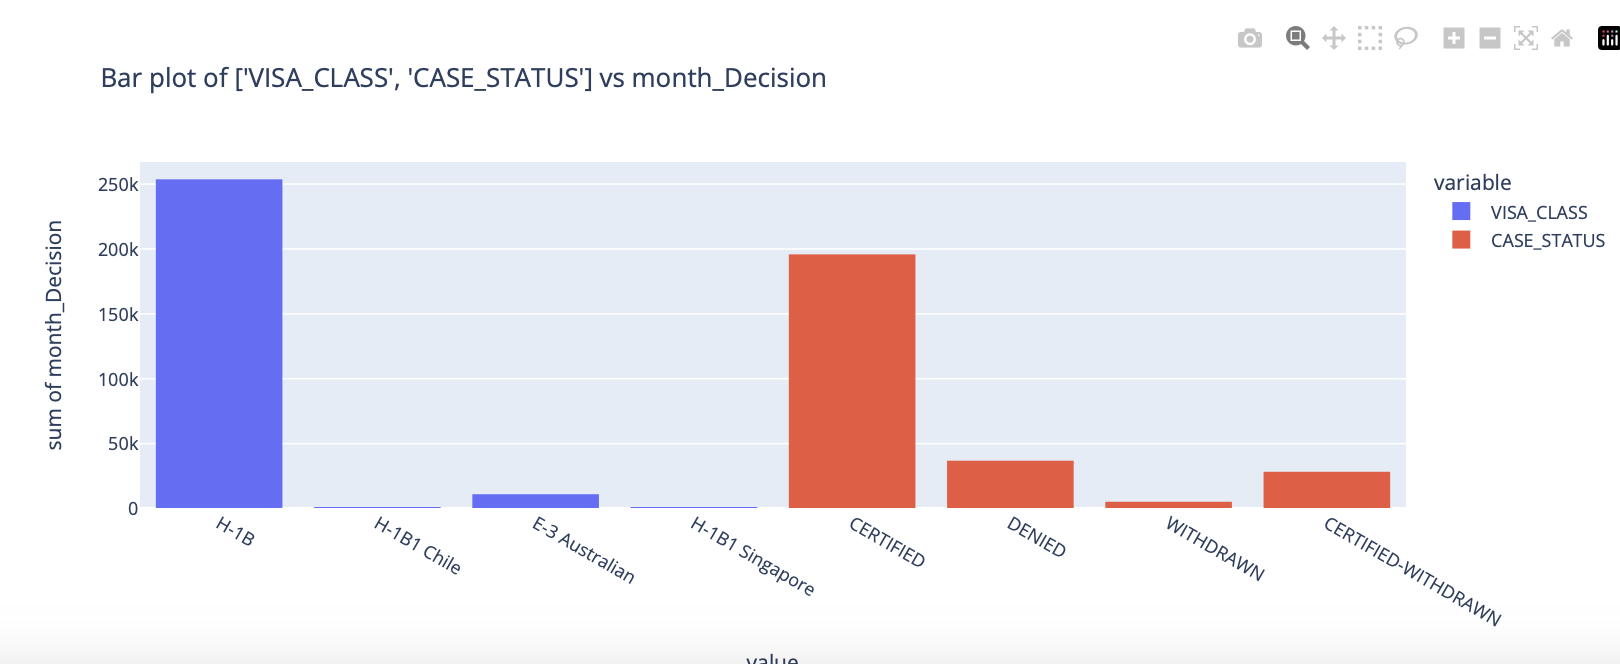 Bar plot of ['VISA_CLASS', 'CASE_STATUS'] vs month_Decision
variable
VISA_CLASS
CASE_STATUS
sum of month_Decision
250k
200k
150k
100k
50k
0
H-1B
H-1B1 Chile
E-3 Australian
H-1B1 Singapore
CERTIFIED
DENIED
WITHDRAWN
CERTIFIED-WITHDRAWN
value